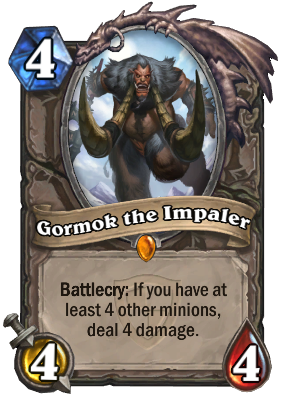 4
Gormok the Impaler
Battlecry: If you have at
least 4 other minions,
deal 4 damage.
4
4